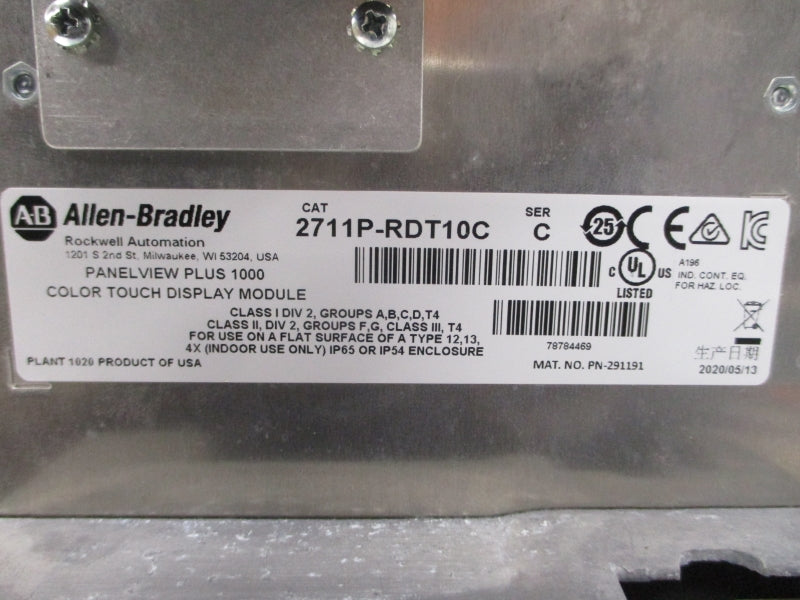 A·B Allen-Bradley
Rockwell Automation
1201 S 2nd St, Milwaukee, WI 53204, USA
PANELVIEW PLUS 1000
COLOR TOUCH DISPLAY MODULE
CAT
2711P-RDT10C
SER
C
25
C UL US
LISTED
A196
IND. CONT. EQ.
FOR HAZ. LOC.
CLASS I DIV 2, GROUPS A,B,C,D,T4
CLASS II, DIV 2, GROUPS F,G, CLASS III, T4
FOR USE ON A FLAT SURFACE OF A TYPE 12,13,
4X (INDOOR USE ONLY) IP65 OR IP54 ENCLOSURE
PLANT 1020 PRODUCT OF USA
78784469
MAT. NO. PN-291191
生产日期
2020/05/13